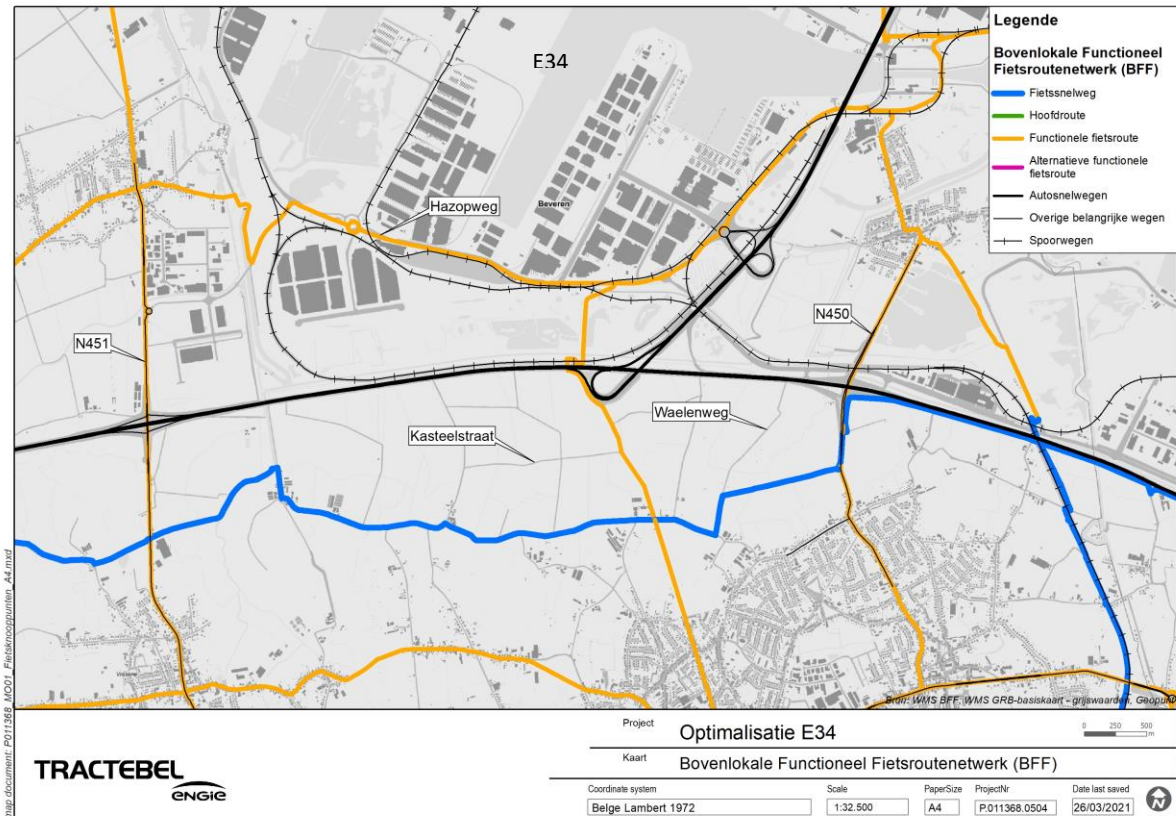 E34
Hazopweg
Beveren
N451
N450
Waelenweg
Kasteelstraat
Legende
Bovenlokale Functioneel
Fietsroutenetwerk (BFF)
Fietssnelweg
Hoofdroute
Functionele fietsroute
Alternatieve functionele
fietsroute
Autosnelwegen
Overige belangrijke wegen
Spoorwegen
Bron: WMS BFF, WMS GRB-basiskaart - grijswaarden, Geopunt
map document: P011368_MO01_Fietsknooppunten_A4.mxd
TRACTEBEL
ENGIE
Project
Optimalisatie E34
0 250 500
m
Kaart
Bovenlokale Functioneel Fietsroutenetwerk (BFF)
Coordinate system
Belge Lambert 1972
Scale
1:32.500
PaperSize
A4
ProjectNr
P.011368.0504
Date last saved
26/03/2021